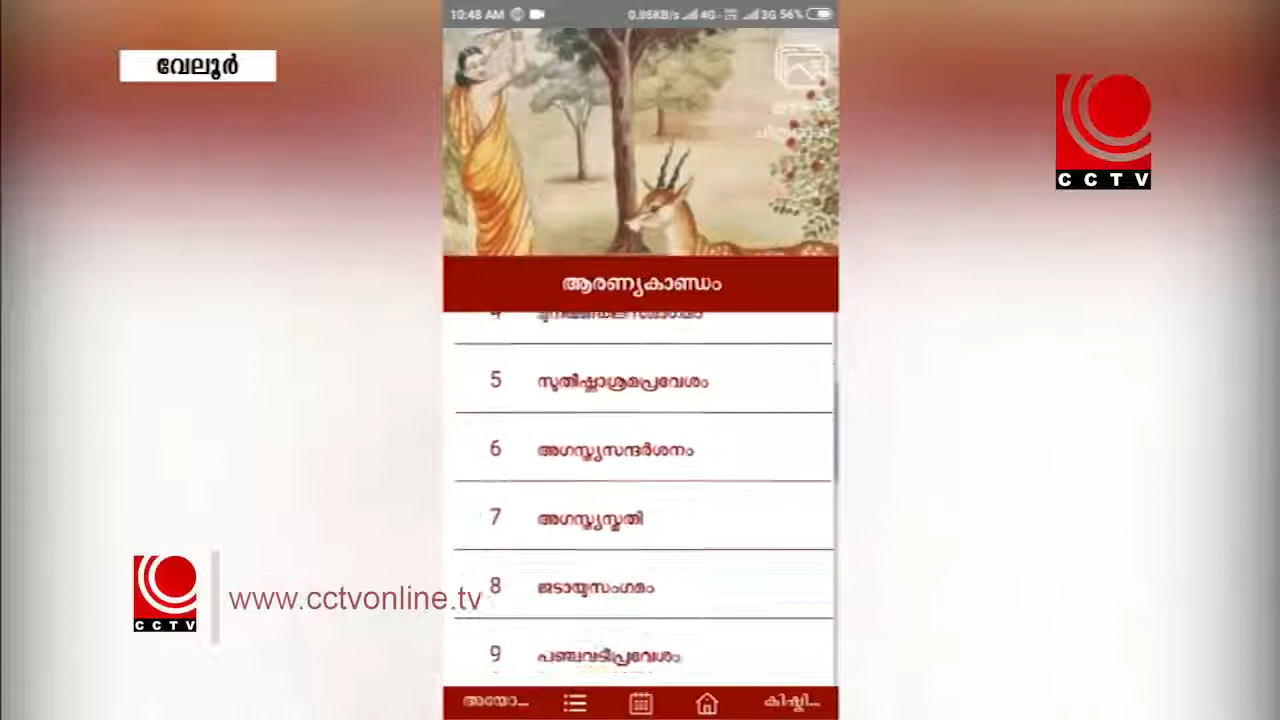 10:48 AM 0.06KB/s 4G 3G 56%
വേലൂർ
CCTV
ആരണ്യകാണ്ഡം
4
5 സുതീഷ്ണാശ്രമപ്രവേശം
6 അഗസ്ത്യസന്ദർശനം
7 അഗസ്ത്യസ്തുതി
8 ജടായുസംഗമം
www.cctvonline.tv
CCTV
9 പഞ്ചവടീപ്രവേശം
അയോ... കിഷ്കി...